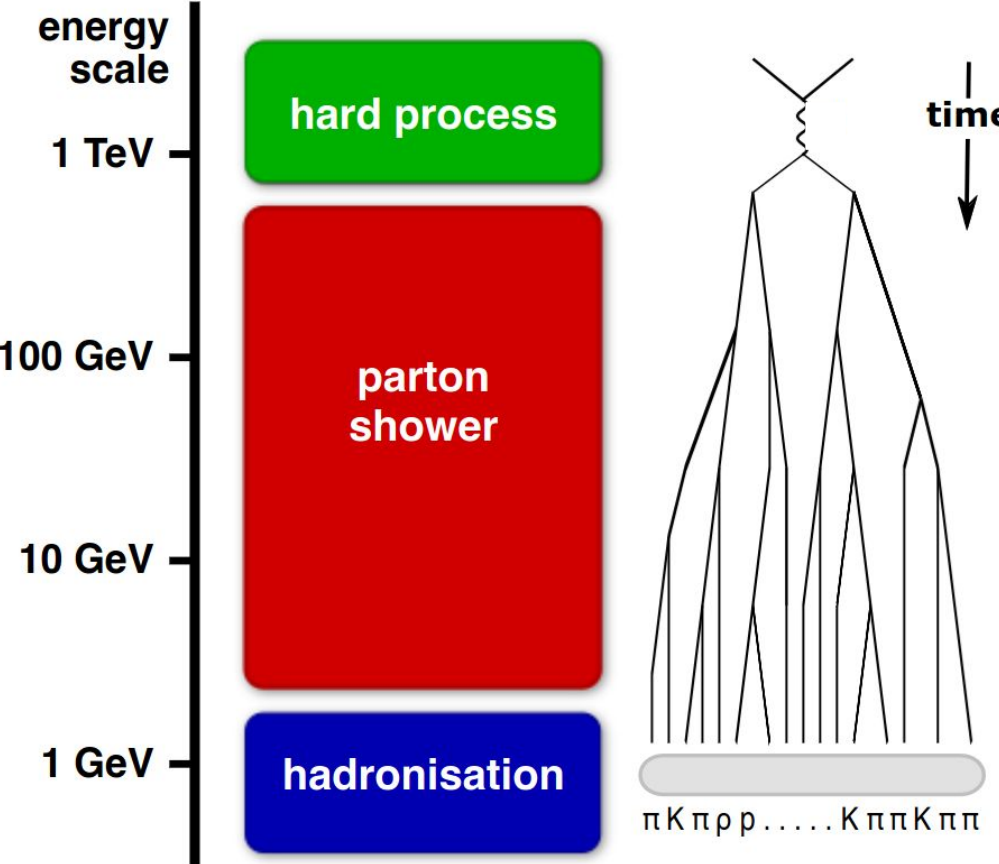 energy
scale
1 TeV
100 GeV
10 GeV
1 GeV
hard process
parton
shower
hadronisation
time
π K π ρ p . . . . . K π π K π π